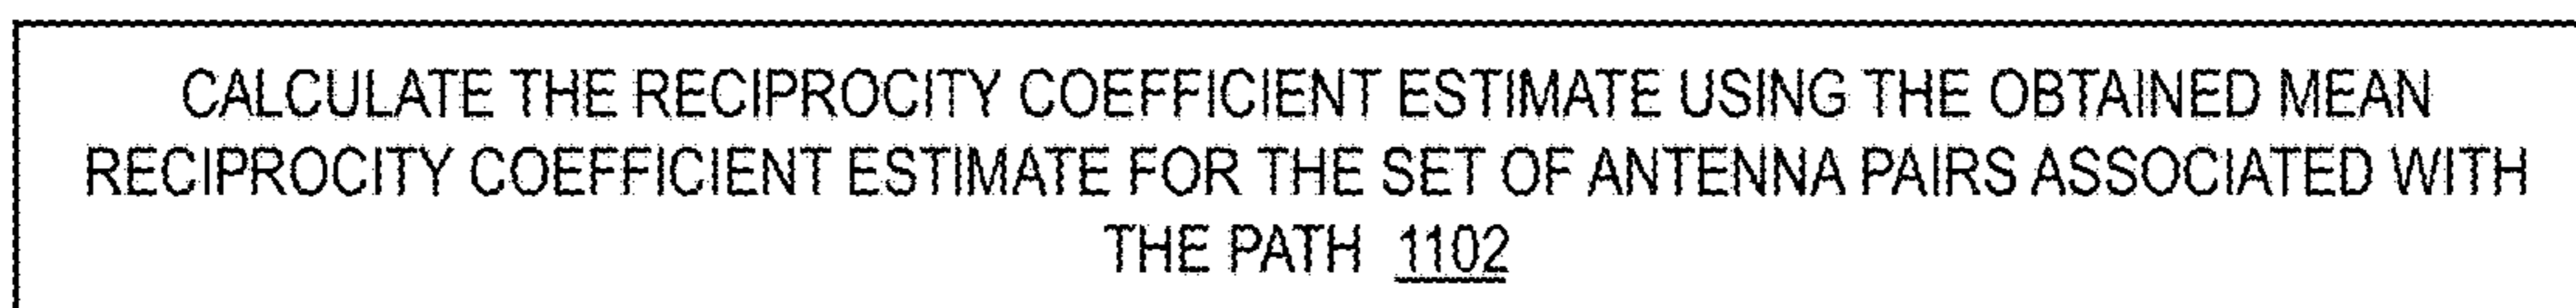 CALCULATE THE RECIPROCITY COEFFICIENT ESTIMATE USING THE OBTAINED MEAN
RECIPROCITY COEFFICIENT ESTIMATE FOR THE SET OF ANTENNA PAIRS ASSOCIATED WITH
THE PATH 1102